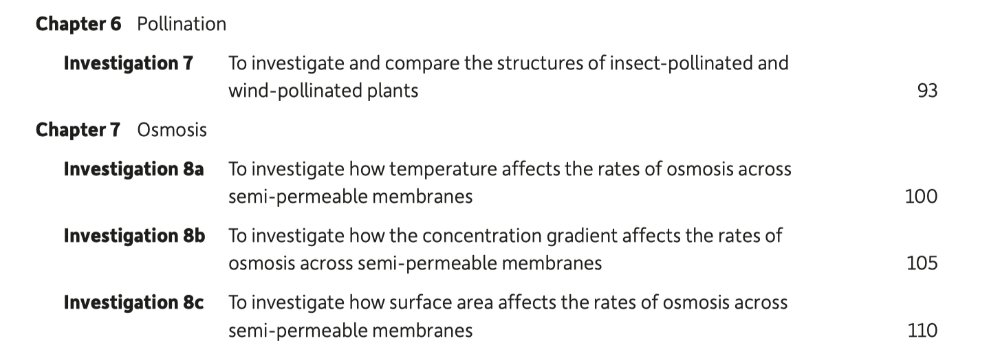 Chapter 6 Pollination
Investigation 7 To investigate and compare the structures of insect-pollinated and
wind-pollinated plants 93
Chapter 7 Osmosis
Investigation 8a To investigate how temperature affects the rates of osmosis across
semi-permeable membranes 100
Investigation 8b To investigate how the concentration gradient affects the rates of
osmosis across semi-permeable membranes 105
Investigation 8c To investigate how surface area affects the rates of osmosis across
semi-permeable membranes 110